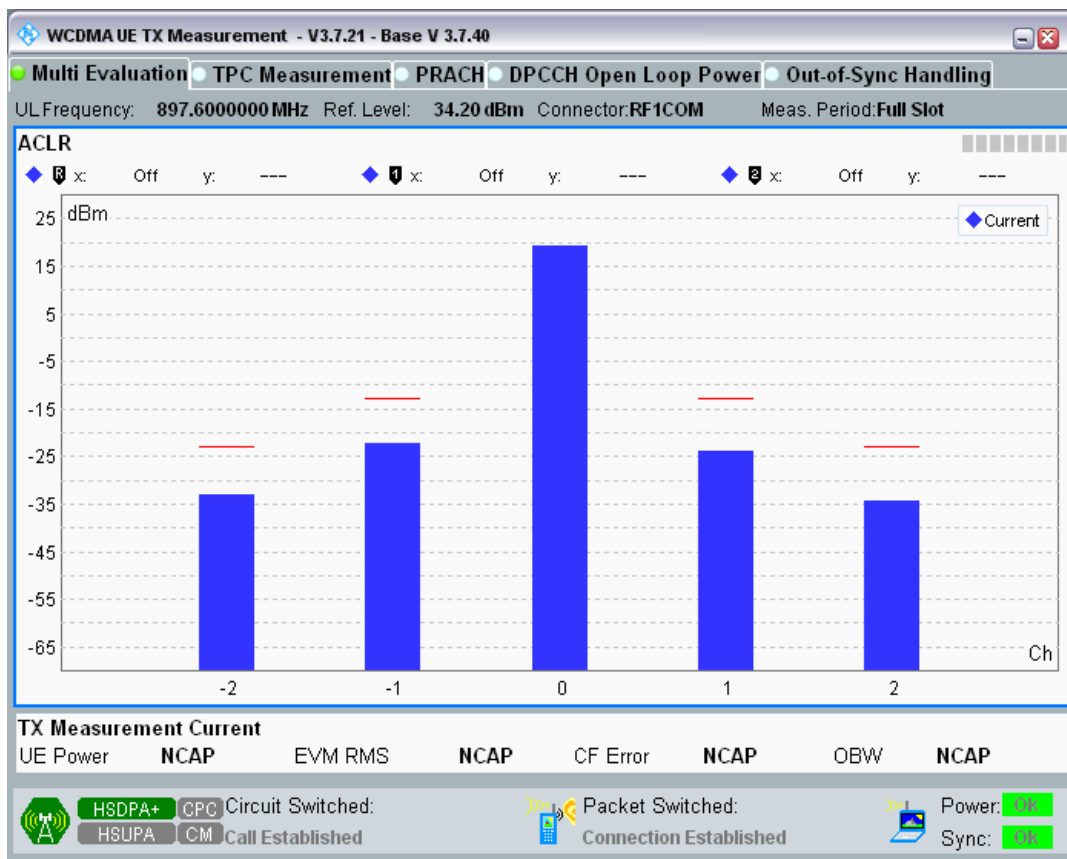 WCDMA UE TX Measurement - V3.7.21 - Base V 3.7.40
Multi Evaluation TPC Measurement PRACH DPCCH Open Loop Power Out-of-Sync Handling
UL Frequency: 897.6000000 MHz Ref. Level: 34.20 dBm Connector:RF1COM Meas. Period:Full Slot
ACLR
R x: Off y: --- 1 x: Off y: --- 2 x: Off y: ---
dBm
Current
25
15
5
-5
-15
-25
-35
-45
-55
-65
Ch
-2 -1 0 1 2
TX Measurement Current
UE Power NCAP EVM RMS NCAP CF Error NCAP OBW NCAP
HSDPA+ CPC Circuit Switched: Packet Switched: Power: OK
HSUPA CM Call Established Connection Established Sync: OK